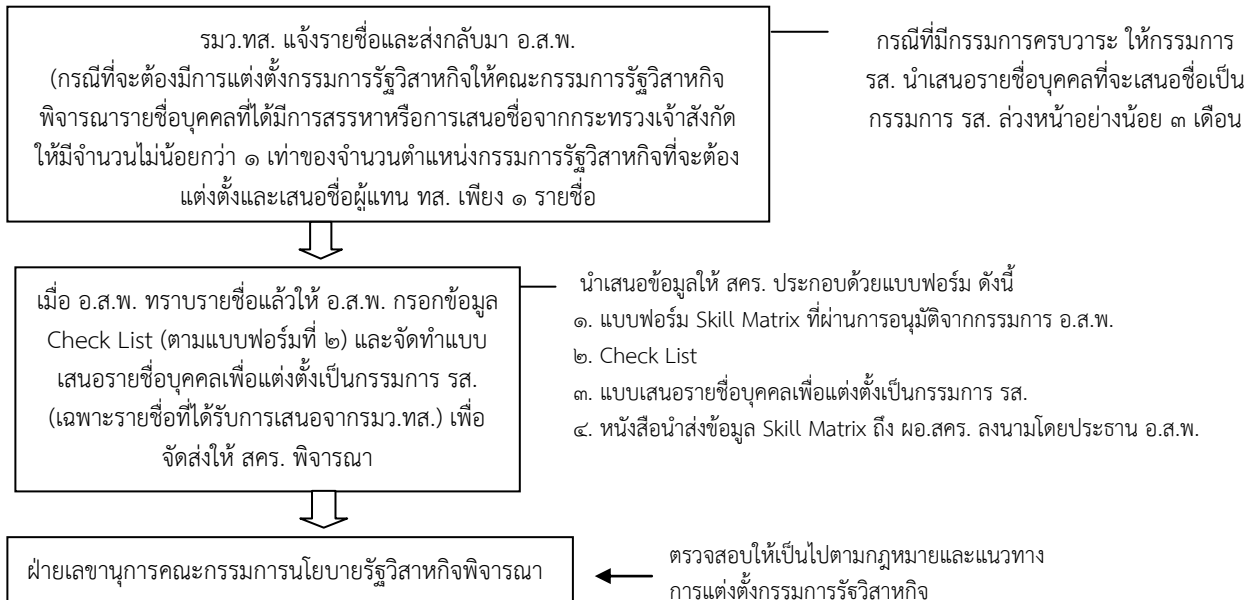 รมว.ทส. แจ้งรายชื่อและส่งกลับมา อ.ส.พ.
(กรณีที่จะต้องมีการแต่งตั้งกรรมการรัฐวิสาหกิจให้คณะกรรมการรัฐวิสาหกิจ
พิจารณารายชื่อบุคคลที่ได้มีการสรรหาหรือการเสนอชื่อจากกระทรวงเจ้าสังกัด
ให้มีจำนวนไม่น้อยกว่า ๑ เท่าของจำนวนตำแหน่งกรรมการรัฐวิสาหกิจที่จะต้อง
แต่งตั้งและเสนอชื่อผู้แทน ทส. เพียง ๑ รายชื่อ
กรณีที่มีกรรมการครบวาระ ให้กรรมการ
รส. นำเสนอรายชื่อบุคคลที่จะเสนอชื่อเป็น
กรรมการ รส. ล่วงหน้าอย่างน้อย ๓ เดือน
เมื่อ อ.ส.พ. ทราบรายชื่อแล้วให้ อ.ส.พ. กรอกข้อมูล
Check List (ตามแบบฟอร์มที่ ๒) และจัดทำแบบ
เสนอรายชื่อบุคคลเพื่อแต่งตั้งเป็นกรรมการ รส.
(เฉพาะรายชื่อที่ได้รับการเสนอจากรมว.ทส.) เพื่อ
จัดส่งให้ สคร. พิจารณา
นำเสนอข้อมูลให้ สคร. ประกอบด้วยแบบฟอร์ม ดังนี้
๑. แบบฟอร์ม Skill Matrix ที่ผ่านการอนุมัติจากกรรมการ อ.ส.พ.
๒. Check List
๓. แบบเสนอรายชื่อบุคคลเพื่อแต่งตั้งเป็นกรรมการ รส.
๔. หนังสือนำส่งข้อมูล Skill Matrix ถึง ผอ.สคร. ลงนามโดยประธาน อ.ส.พ.
ฝ่ายเลขานุการคณะกรรมการนโยบายรัฐวิสาหกิจพิจารณา
ตรวจสอบให้เป็นไปตามกฎหมายและแนวทาง
การแต่งตั้งกรรมการรัฐวิสาหกิจ